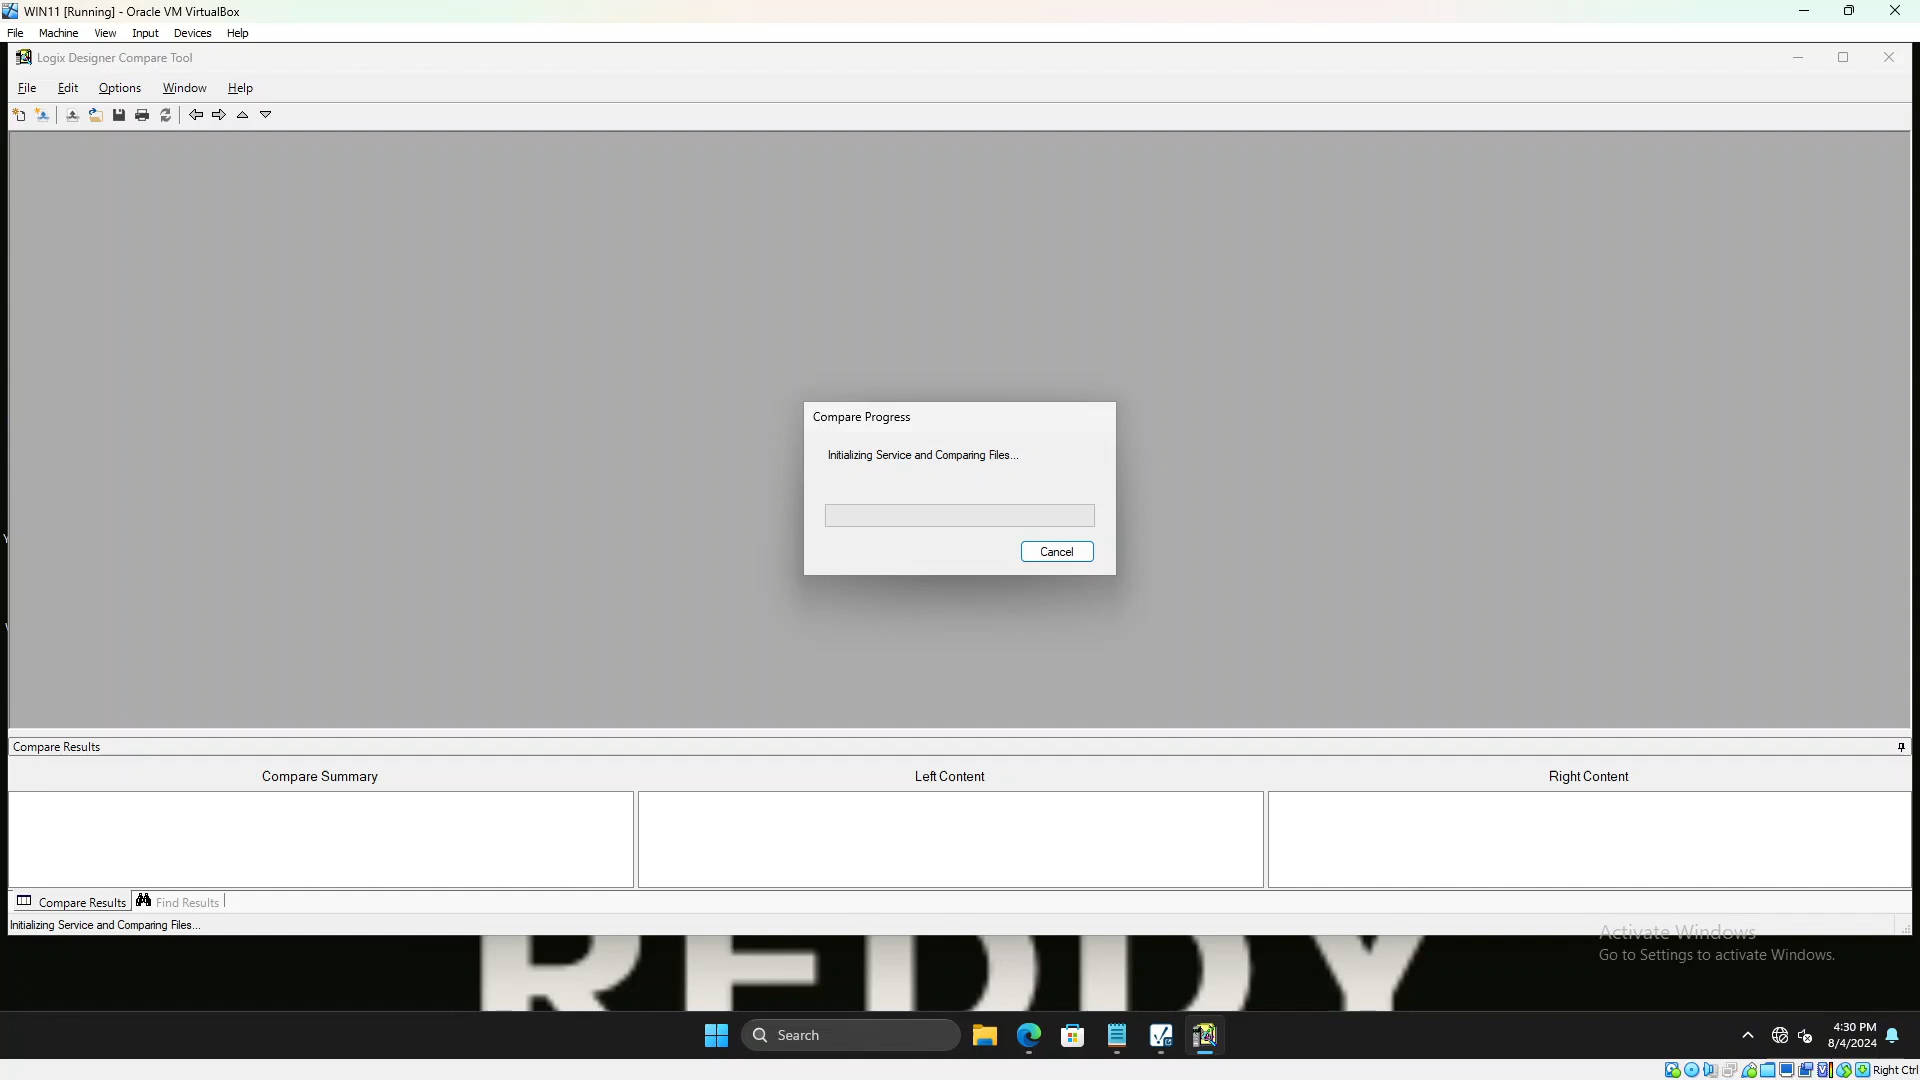 WIN11 [Running] - Oracle VM VirtualBox
File Machine View Input Devices Help
Logix Designer Compare Tool
File Edit Options Window Help
Compare Progress
Initializing Service and Comparing Files...
Cancel
Compare Results
Compare Summary Left Content Right Content
Compare Results Find Results
Initializing Service and Comparing Files...
REDDY
Activate Windows
Go to Settings to activate Windows.
Search
4:30 PM
8/4/2024
Right Ctrl